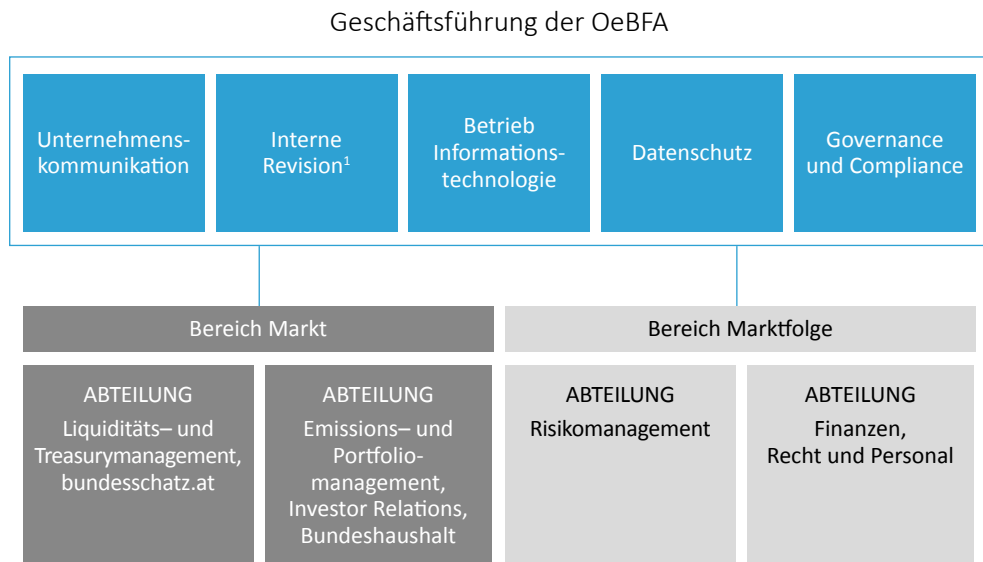 Geschäftsführung der OeBFA
Unternehmens-
kommunikation
Interne
Revision¹
Betrieb
Informations-
technologie
Datenschutz
Governance
und Compliance
Bereich Markt
Bereich Marktfolge
ABTEILUNG
Liquiditäts– und
Treasurymanagement,
bundesschatz.at
ABTEILUNG
Emissions– und
Portfolio-
management,
Investor Relations,
Bundeshaushalt
ABTEILUNG
Risikomanagement
ABTEILUNG
Finanzen,
Recht und Personal